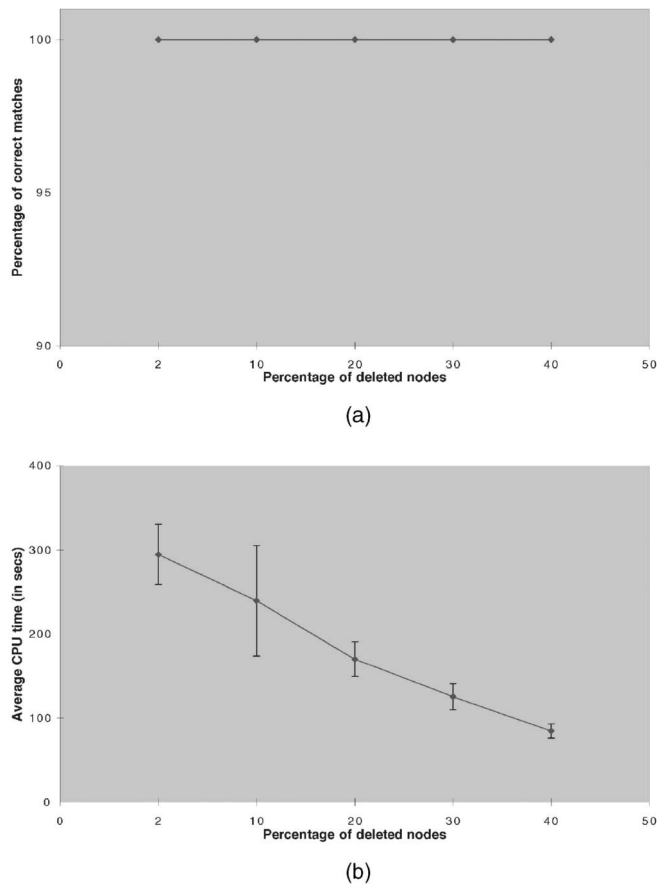 100
95
90
Percentage of correct matches
0 2 10 20 30 40 50
Percentage of deleted nodes
(a)
400
300
200
100
0
Average CPU time (in secs)
0 2 10 20 30 40 50
Percentage of deleted nodes
(b)